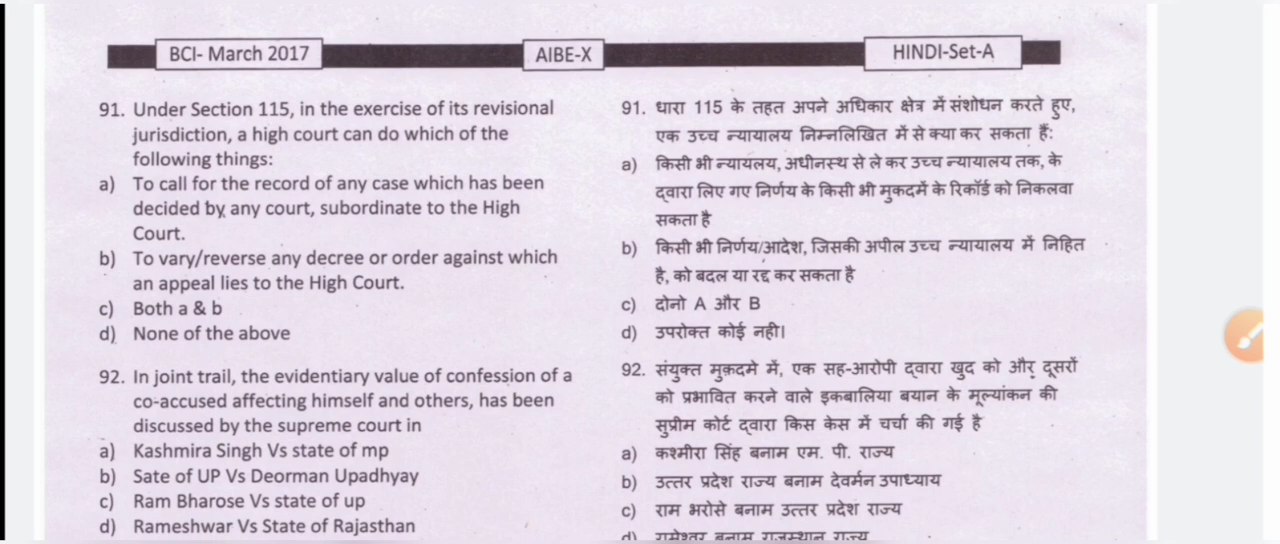 BCI- March 2017
AIBE-X
HINDI-Set-A
91. Under Section 115, in the exercise of its revisional
jurisdiction, a high court can do which of the
following things:
a) To call for the record of any case which has been
decided by any court, subordinate to the High
Court.
b) To vary/reverse any decree or order against which
an appeal lies to the High Court.
c) Both a & b
d) None of the above
92. In joint trail, the evidentiary value of confession of a
co-accused affecting himself and others, has been
discussed by the supreme court in
a) Kashmira Singh Vs state of mp
b) Sate of UP Vs Deorman Upadhyay
c) Ram Bharose Vs state of up
d) Rameshwar Vs State of Rajasthan
91. धारा 115 के तहत अपने अधिकार क्षेत्र में संशोधन करते हुए,
एक उच्च न्यायालय निम्नलिखित में से क्या कर सकता हैं:
a) किसी भी न्यायलय, अधीनस्थ से ले कर उच्च न्यायालय तक, के
द्वारा लिए गए निर्णय के किसी भी मुकदमें के रिकॉर्ड को निकलवा
सकता है
b) किसी भी निर्णय/आदेश, जिसकी अपील उच्च न्यायालय में निहित
है, को बदल या रद्द कर सकता है
c) दोनो A और B
d) उपरोक्त कोई नही।
92. संयुक्त मुक़दमे में, एक सह-आरोपी द्वारा खुद को और दूसरों
को प्रभावित करने वाले इकबालिया बयान के मूल्यांकन की
सुप्रीम कोर्ट द्वारा किस केस में चर्चा की गई है
a) कश्मीरा सिंह बनाम एम. पी. राज्य
b) उत्तर प्रदेश राज्य बनाम देवर्मन उपाध्याय
c) राम भरोसे बनाम उत्तर प्रदेश राज्य
d) रामेश्वर बनाम राजस्थान राज्य